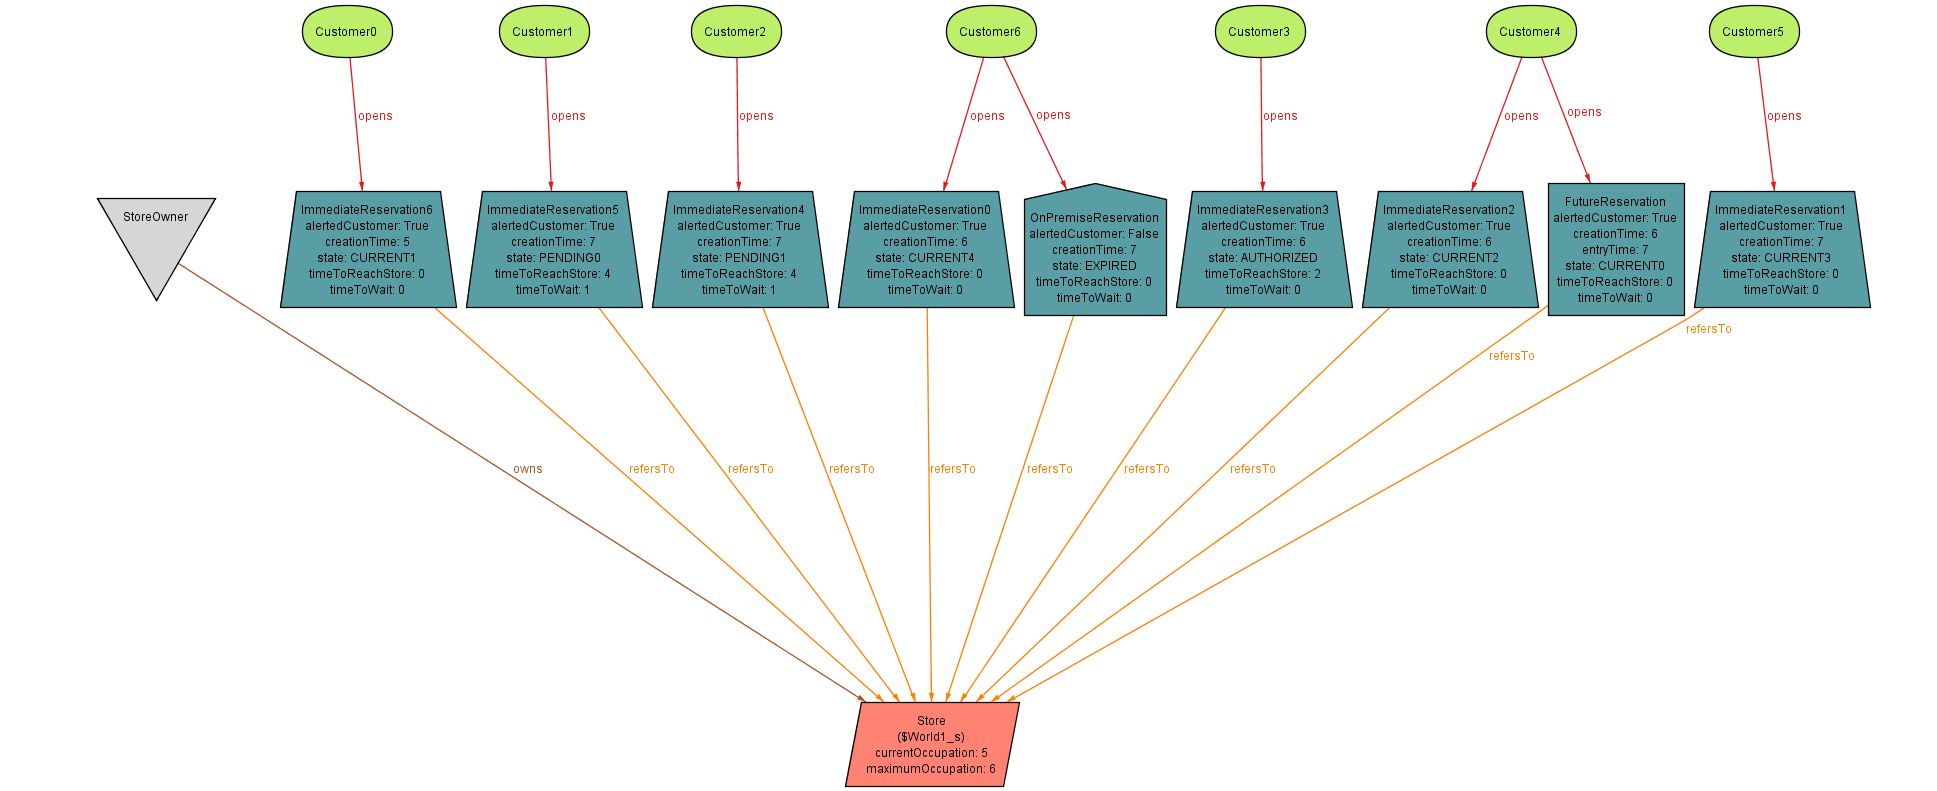 Customer0
Customer1
Customer2
Customer6
Customer3
Customer4
Customer5
opens
opens
opens
opens
opens
opens
opens
opens
opens
StoreOwner
ImmediateReservation6
alertedCustomer: True
creationTime: 5
state: CURRENT1
timeToReachStore: 0
timeToWait: 0
ImmediateReservation5
alertedCustomer: True
creationTime: 7
state: PENDING0
timeToReachStore: 4
timeToWait: 1
ImmediateReservation4
alertedCustomer: True
creationTime: 7
state: PENDING1
timeToReachStore: 4
timeToWait: 1
ImmediateReservation0
alertedCustomer: True
creationTime: 6
state: CURRENT4
timeToReachStore: 0
timeToWait: 0
OnPremiseReservation
alertedCustomer: False
creationTime: 7
state: EXPIRED
timeToReachStore: 0
timeToWait: 0
ImmediateReservation3
alertedCustomer: True
creationTime: 6
state: AUTHORIZED
timeToReachStore: 2
timeToWait: 0
ImmediateReservation2
alertedCustomer: True
creationTime: 6
state: CURRENT2
timeToReachStore: 0
timeToWait: 0
FutureReservation
alertedCustomer: True
creationTime: 6
entryTime: 7
state: CURRENT0
timeToReachStore: 0
timeToWait: 0
ImmediateReservation1
alertedCustomer: True
creationTime: 7
state: CURRENT3
timeToReachStore: 0
timeToWait: 0
refersTo
refersTo
owns
refersTo
refersTo
refersTo
refersTo
refersTo
refersTo
refersTo
Store
($World1_s)
currentOccupation: 5
maximumOccupation: 6